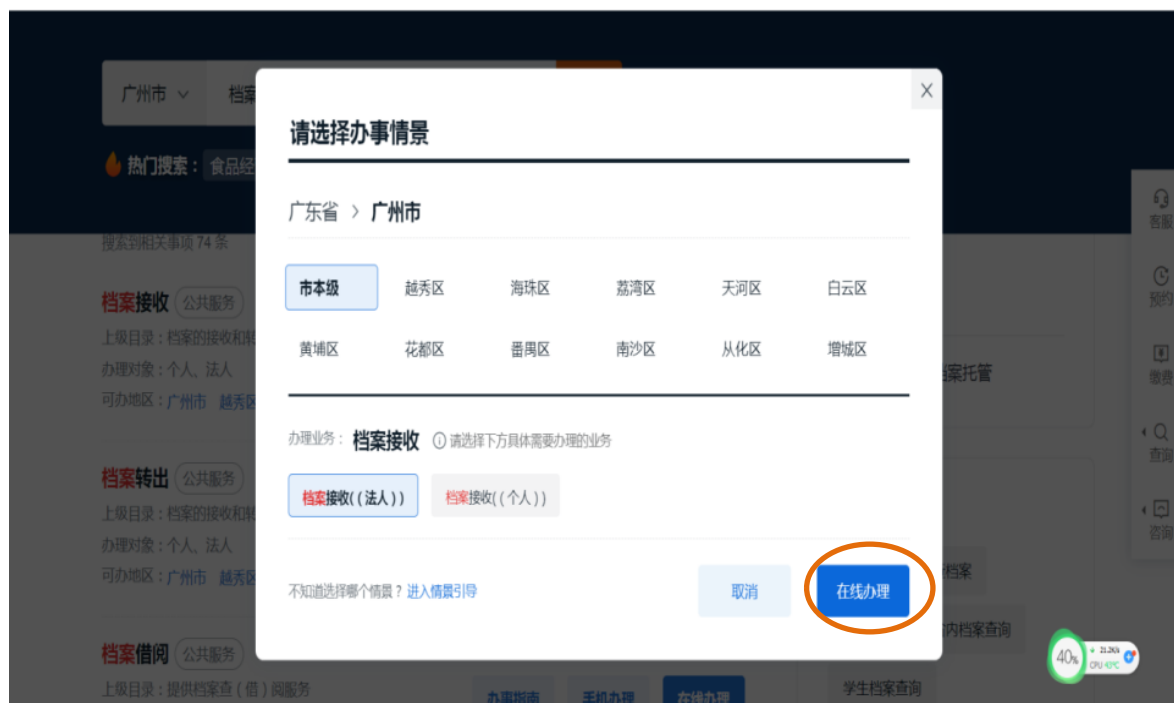 广州市 档案
热门搜索： 食品经
搜索到相关事项 74 条
档案接收 公共服务
上级目录：档案的接收和转
办理对象：个人、法人
可办地区：广州市 越秀区
档案转出 公共服务
上级目录：档案的接收和转
办理对象：个人、法人
可办地区：广州市 越秀区
档案借阅 公共服务
上级目录：提供档案查（借）阅服务
请选择办事情景
X
广东省 > 广州市
市本级 越秀区 海珠区 荔湾区 天河区 白云区
黄埔区 花都区 番禺区 南沙区 从化区 增城区
办理业务： 档案接收 请选择下方具体需要办理的业务
档案接收((法人)) 档案接收((个人))
不知道选择哪个情景？进入情景引导
取消 在线办理
办事指南 手机办理 在线办理
案托管
档案
内档案查询
学生档案查询
客服
预约
缴费
查询
咨询
40%
21.2K/s
CPU 42℃